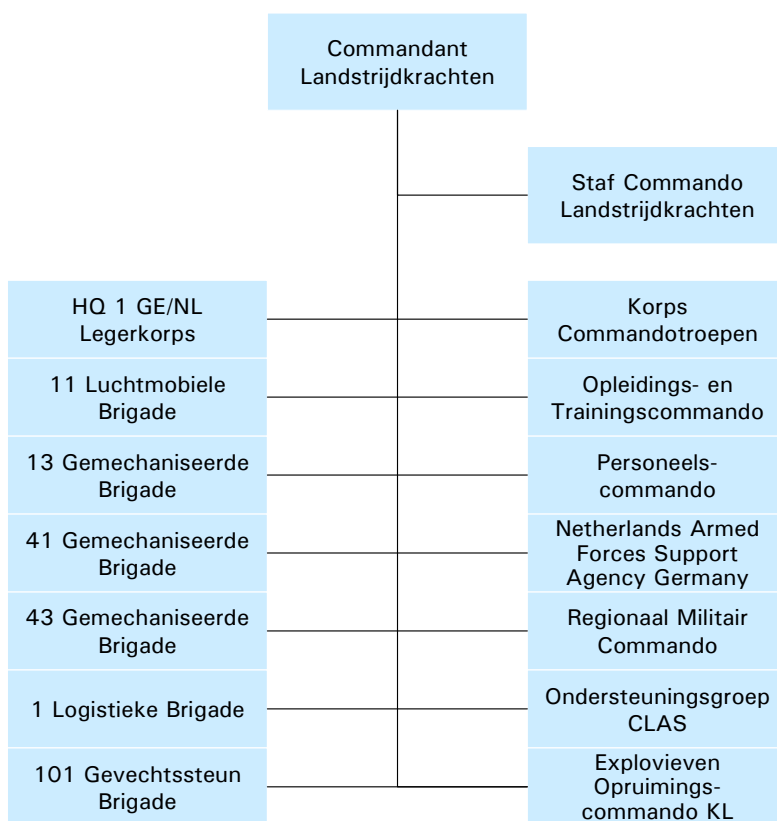 Commandant
Landstrijdkrachten
Staf Commando
Landstrijdkrachten
HQ 1 GE/NL
Legerkorps
Korps
Commandotroepen
11 Luchtmobiele
Brigade
Opleidings- en
Trainingscommando
13 Gemechaniseerde
Brigade
Personeels-
commando
41 Gemechaniseerde
Brigade
Netherlands Armed
Forces Support
Agency Germany
43 Gemechaniseerde
Brigade
Regionaal Militair
Commando
1 Logistieke Brigade
Ondersteuningsgroep
CLAS
101 Gevechtssteun
Brigade
Explovieven
Opruimings-
commando KL